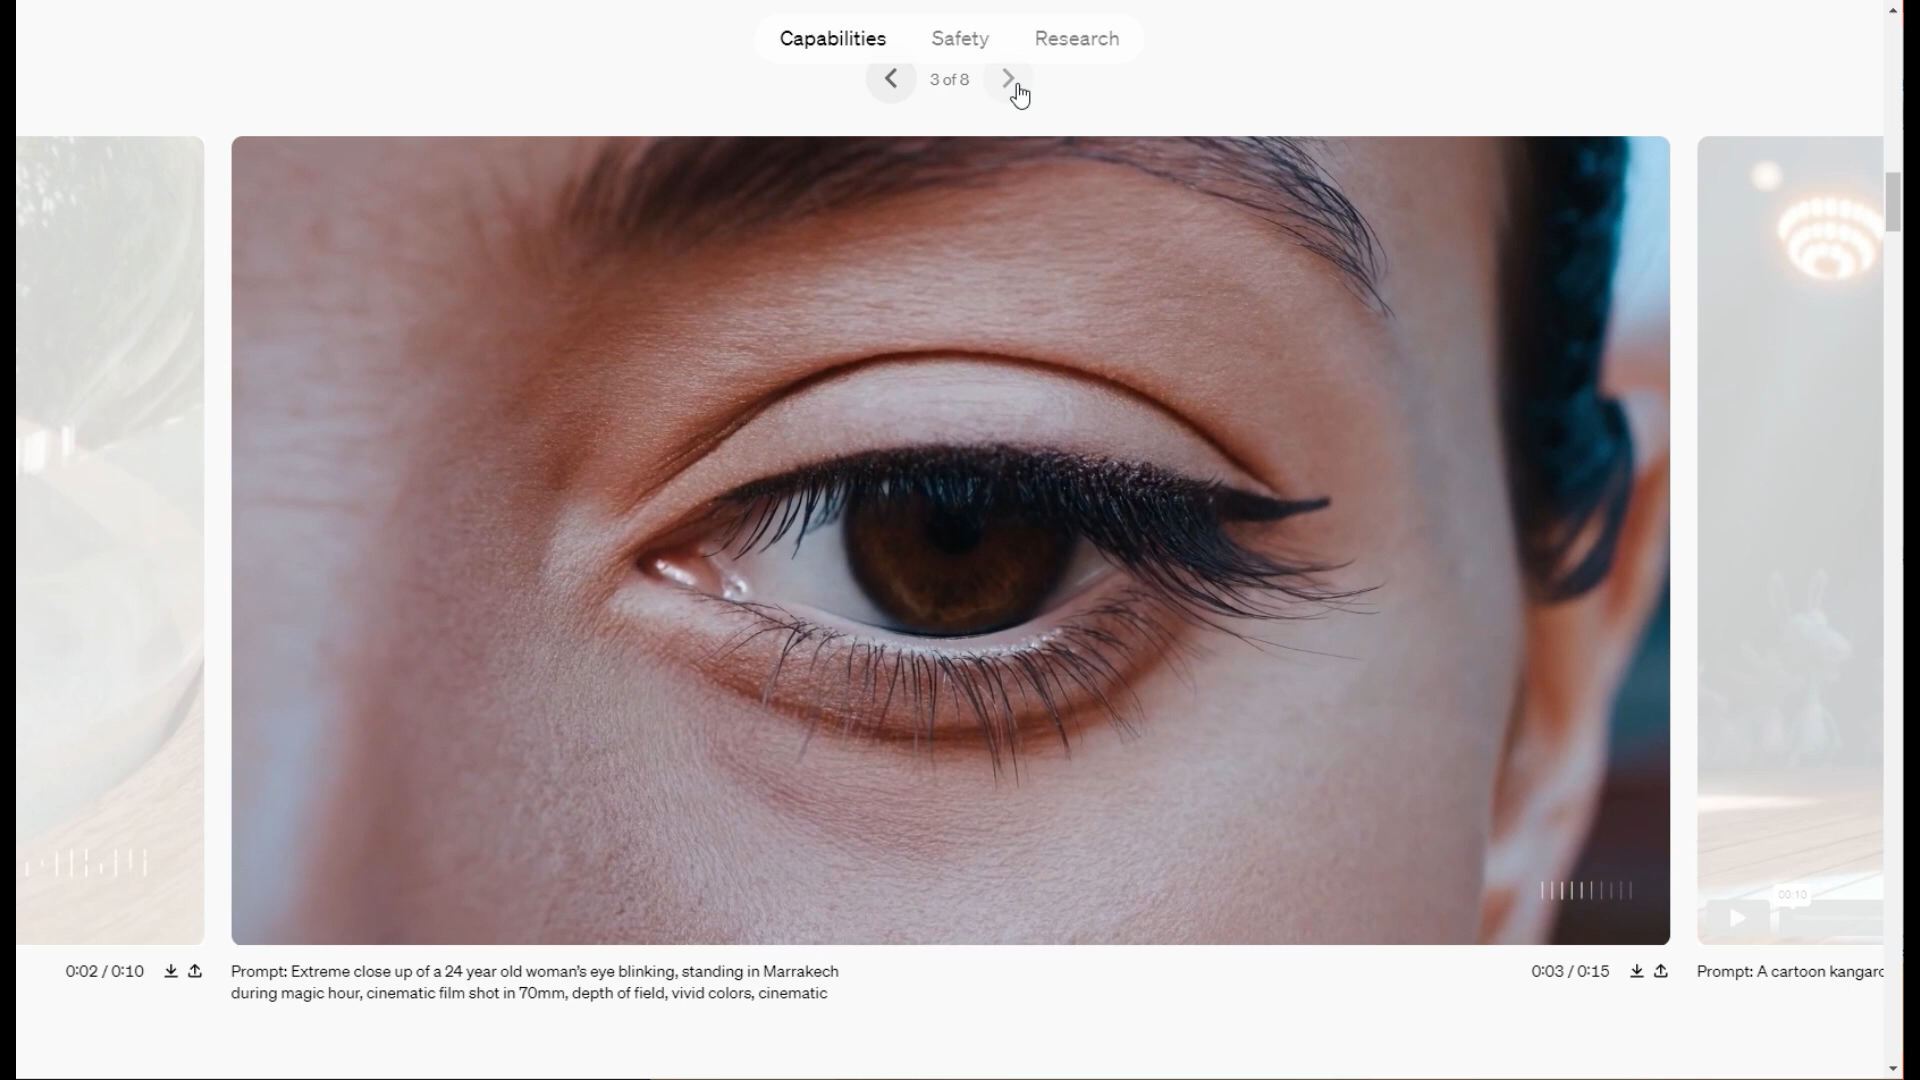 Capabilities Safety Research
3 of 8
00:10
0:02 / 0:10
Prompt: Extreme close up of a 24 year old woman's eye blinking, standing in Marrakech
during magic hour, cinematic film shot in 70mm, depth of field, vivid colors, cinematic
0:03 / 0:15
Prompt: A cartoon